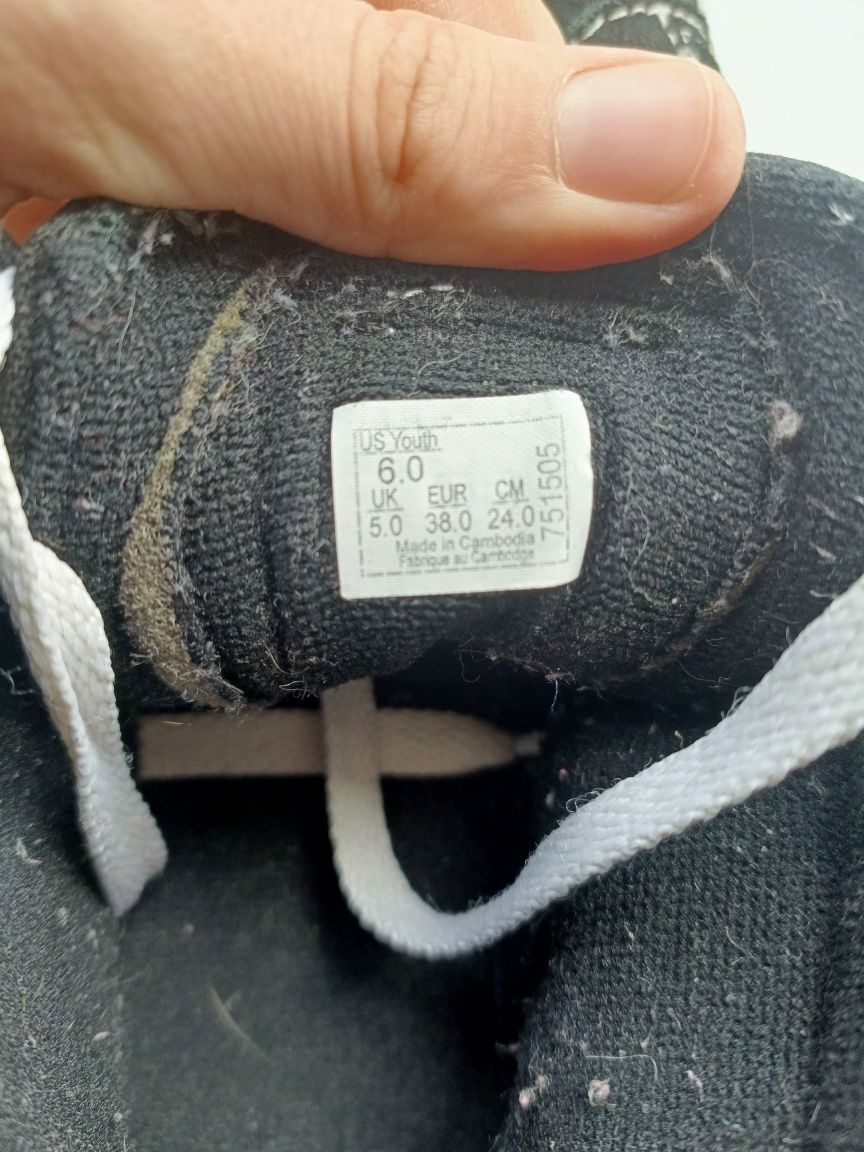 US Youth
6.0
UK EUR CM
5.0 38.0 24.0
Made in Cambodia
Fabriqué au Cambodge
751505